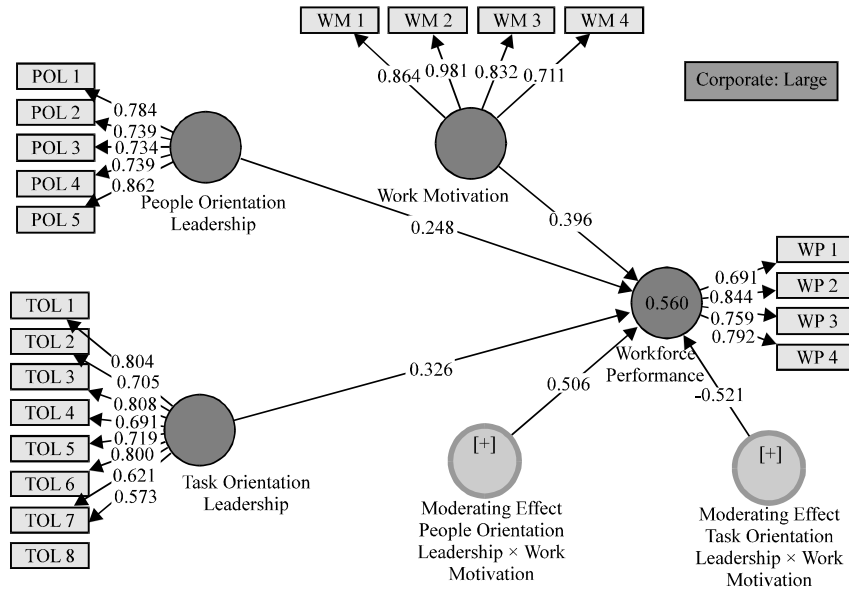 WM 1
WM 2
WM 3
WM 4
0.864
0.981
0.832
0.711
Corporate: Large
POL 1
POL 2
POL 3
POL 4
POL 5
0.784
0.739
0.734
0.739
0.862
People Orientation
Leadership
Work Motivation
0.248
0.396
WP 1
WP 2
WP 3
WP 4
0.691
0.844
0.759
0.792
0.560
Workforce
Performance
TOL 1
TOL 2
TOL 3
TOL 4
TOL 5
TOL 6
TOL 7
TOL 8
0.804
0.705
0.808
0.691
0.719
0.800
0.621
0.573
Task Orientation
Leadership
0.326
0.506
-0.521
[+]
Moderating Effect
People Orientation
Leadership × Work
Motivation
[+]
Moderating Effect
Task Orientation
Leadership × Work
Motivation